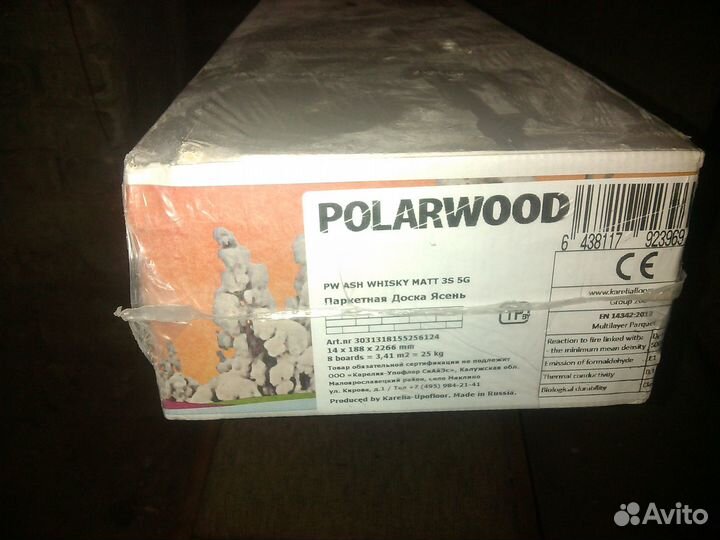 POLARWOOD
6 438117 923969
PW ASH WHISKY MATT 3S 5G
Паркетная Доска Ясень
Art.nr 3031318155256124
14 x 188 x 2266 mm
8 boards = 3,41 m2 = 25 kg
Товар обязательной сертификации не подлежит
ООО «Карелия-Упофлор СиАйЭс», Калужская обл.
Малоярославецкий район, село Маклино
ул. Кирова, д.1 / Тел +7 (495) 984-21-41
Produced by Karelia-Upofloor, Made in Russia.
CE
Group
EN 14342:2013
Multilayer Parquet
Reaction to fire linked with:
- the minimum mean density
Emission of formaldehyde
E1
Thermal conductivity
Biological durability
Avito